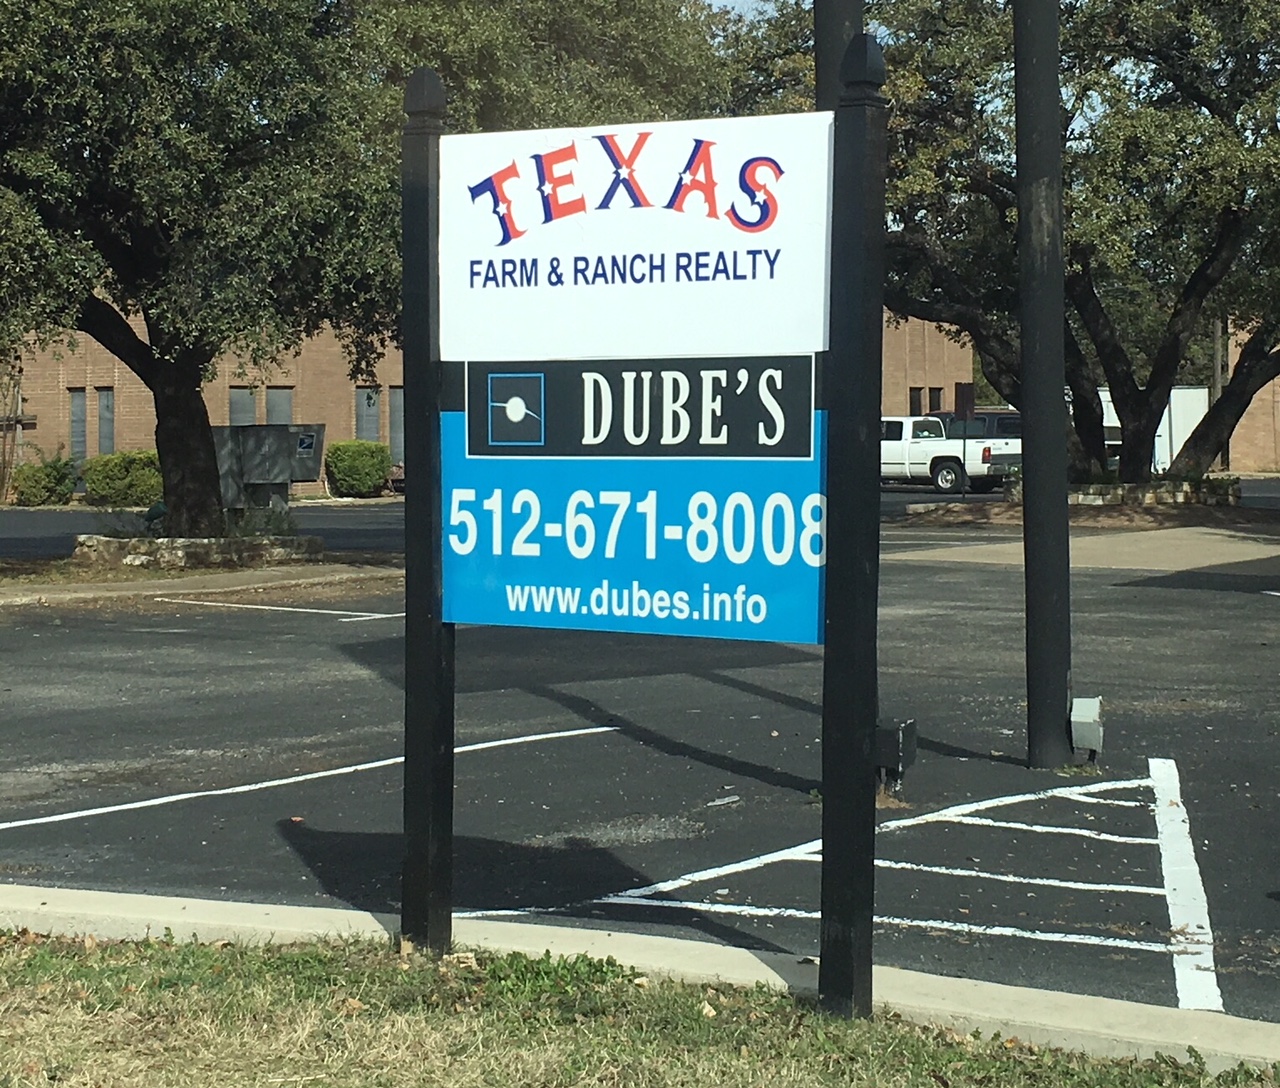 TEXAS
FARM & RANCH REALTY
DUBE'S
512-671-8008
www.dubes.info